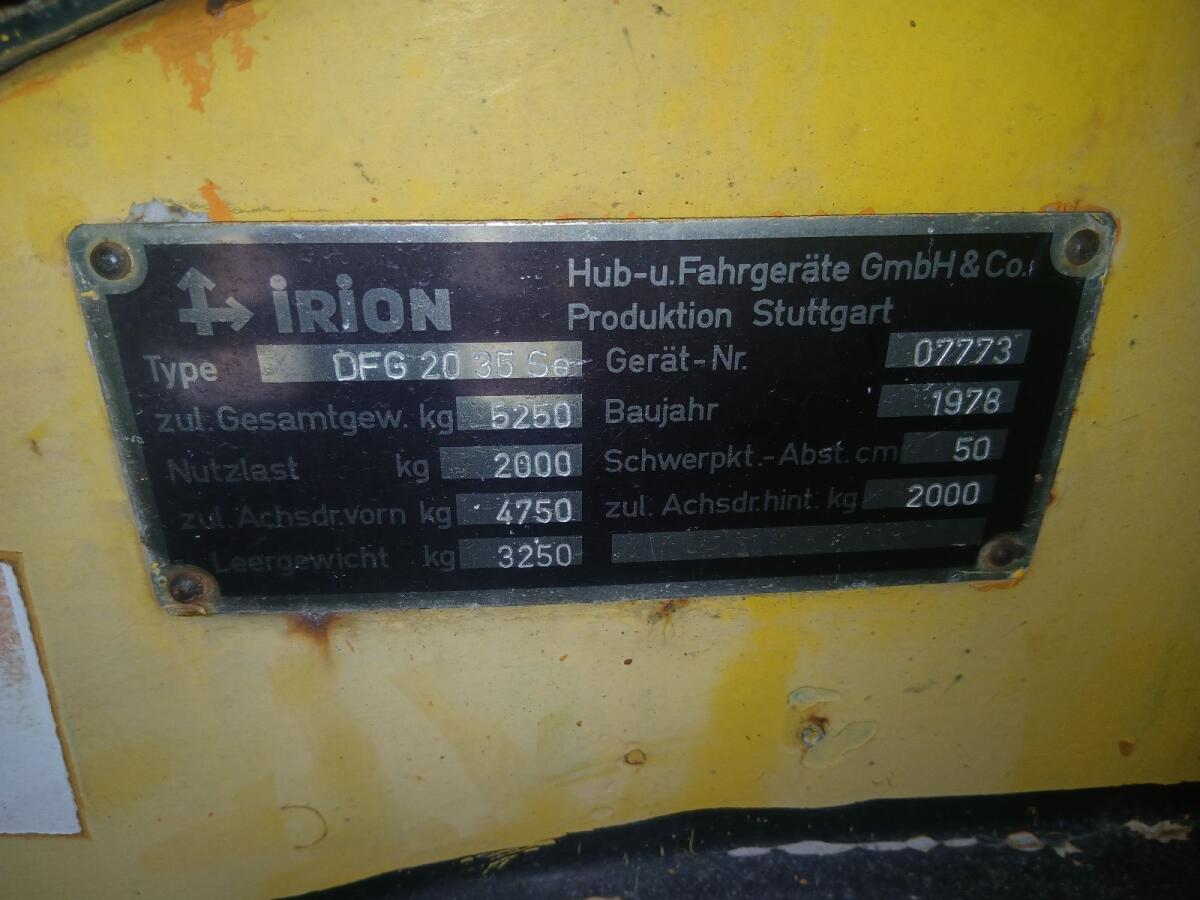 iRiON
Hub-u. Fahrgeräte GmbH & Co.
Produktion Stuttgart
Type DFG 20 35 Se
Gerät-Nr. 07773
zul. Gesamtgew. kg 5250
Baujahr 1978
Nutzlast kg 2000
Schwerpkt.-Abst. cm 50
zul. Achsdr. vorn kg 4750
zul. Achsdr. hint. kg 2000
Leergewicht kg 3250